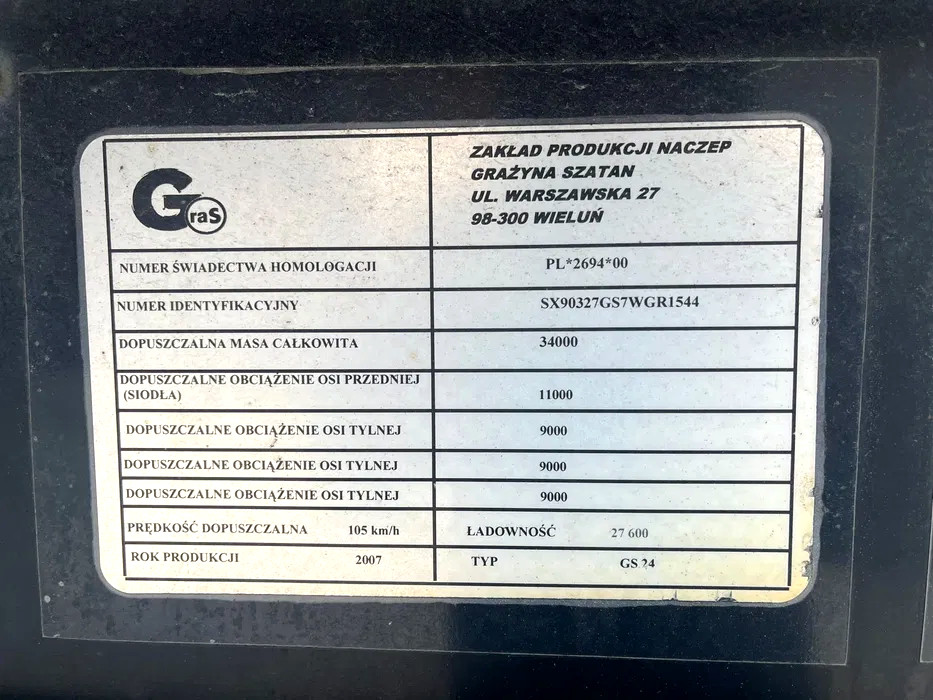 GraS
ZAKŁAD PRODUKCJI NACZEP
GRAŻYNA SZATAN
UL. WARSZAWSKA 27
98-300 WIELUŃ
NUMER ŚWIADECTWA HOMOLOGACJI PL*2694*00
NUMER IDENTYFIKACYJNY SX90327GS7WGR1544
DOPUSZCZALNA MASA CAŁKOWITA 34000
DOPUSZCZALNE OBCIĄŻENIE OSI PRZEDNIEJ
(SIODŁA) 11000
DOPUSZCZALNE OBCIĄŻENIE OSI TYLNEJ 9000
DOPUSZCZALNE OBCIĄŻENIE OSI TYLNEJ 9000
DOPUSZCZALNE OBCIĄŻENIE OSI TYLNEJ 9000
PRĘDKOŚĆ DOPUSZCZALNA 105 km/h ŁADOWNOŚĆ 27 600
ROK PRODUKCJI 2007 TYP GS 24